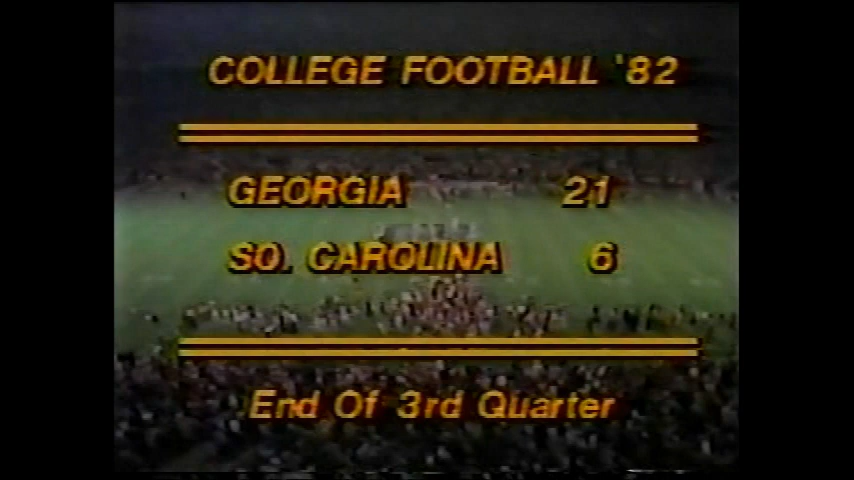 COLLEGE FOOTBALL '82
GEORGIA 21
SO. CAROLINA 6
End Of 3rd Quarter